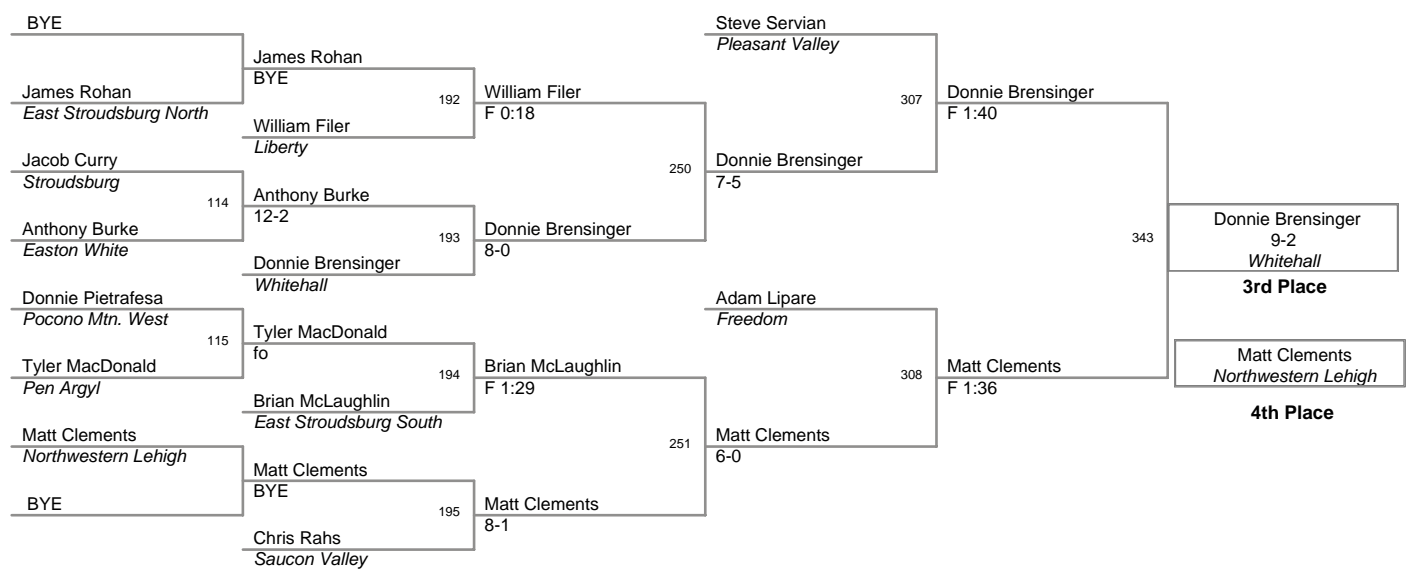 BYE
James Rohan
East Stroudsburg North
Jacob Curry
Stroudsburg
114
Anthony Burke
Easton White
Donnie Pietrafesa
Pocono Mtn. West
115
Tyler MacDonald
Pen Argyl
Matt Clements
Northwestern Lehigh
BYE
James Rohan
BYE
192
William Filer
Liberty
Anthony Burke
12-2
193
Donnie Brensinger
Whitehall
Tyler MacDonald
fo
194
Brian McLaughlin
East Stroudsburg South
Matt Clements
BYE
195
Chris Rahs
Saucon Valley
William Filer
F 0:18
250
Donnie Brensinger
8-0
Brian McLaughlin
F 1:29
251
Matt Clements
8-1
Steve Servian
Pleasant Valley
307
Donnie Brensinger
7-5
Adam Lipare
Freedom
308
Matt Clements
6-0
Donnie Brensinger
F 1:40
343
Matt Clements
F 1:36
Donnie Brensinger
9-2
Whitehall
3rd Place
Matt Clements
Northwestern Lehigh
4th Place